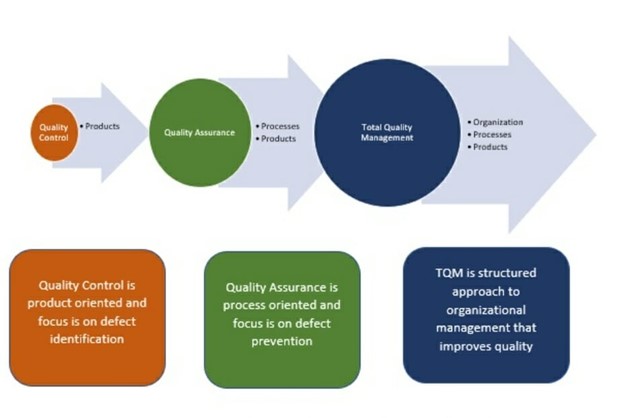 Quality
Control
• Products
Quality Assurance
• Processes
• Products
Total Quality
Management
• Organization
• Processes
• Products
Quality Control is
product oriented and
focus is on defect
identification
Quality Assurance is
process oriented and
focus is on defect
prevention
TQM is structured
approach to
organizational
management that
improves quality